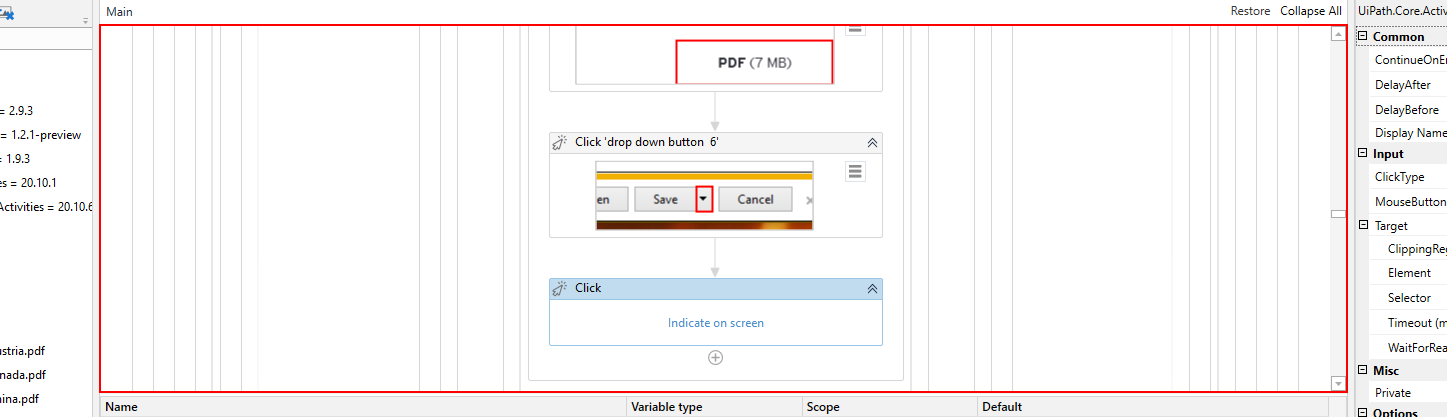 Main
Restore
Collapse All
PDF (7 MB)
Click 'drop down button 6'
en
Save
Cancel
Click
Indicate on screen
= 2.9.3
= 1.2.1-preview
= 1.9.3
es = 20.10.1
Activities = 20.10.6
ustria.pdf
nada.pdf
ina.pdf
Name
Variable type
Scope
Default
UiPath.Core.Activ
Common
ContinueOnEr
DelayAfter
DelayBefore
Display Name
Input
ClickType
MouseButton
Target
ClippingReg
Element
Selector
Timeout (m
WaitForRea
Misc
Private
Options